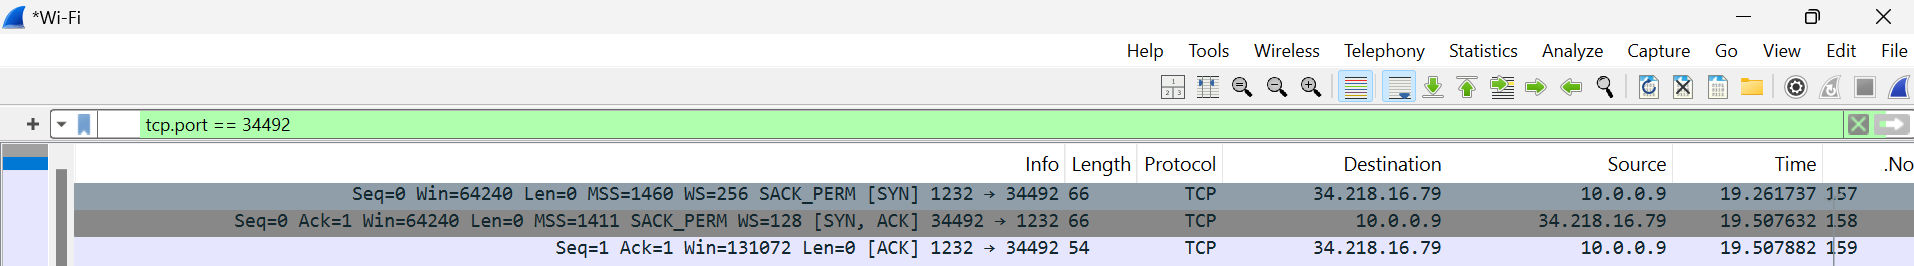 *Wi-Fi
File Edit View Go Capture Analyze Statistics Telephony Wireless Tools Help
tcp.port == 34492
No. Time Source Destination Protocol Length Info
157 19.261737 10.0.0.9 34.218.16.79 TCP 66 1232 → 34492 [SYN] Seq=0 Win=64240 Len=0 MSS=1460 WS=256 SACK_PERM
158 19.507632 34.218.16.79 10.0.0.9 TCP 66 34492 → 1232 [SYN, ACK] Seq=0 Ack=1 Win=64240 Len=0 MSS=1411 SACK_PERM WS=128
159 19.507882 10.0.0.9 34.218.16.79 TCP 54 1232 → 34492 [ACK] Seq=1 Ack=1 Win=131072 Len=0